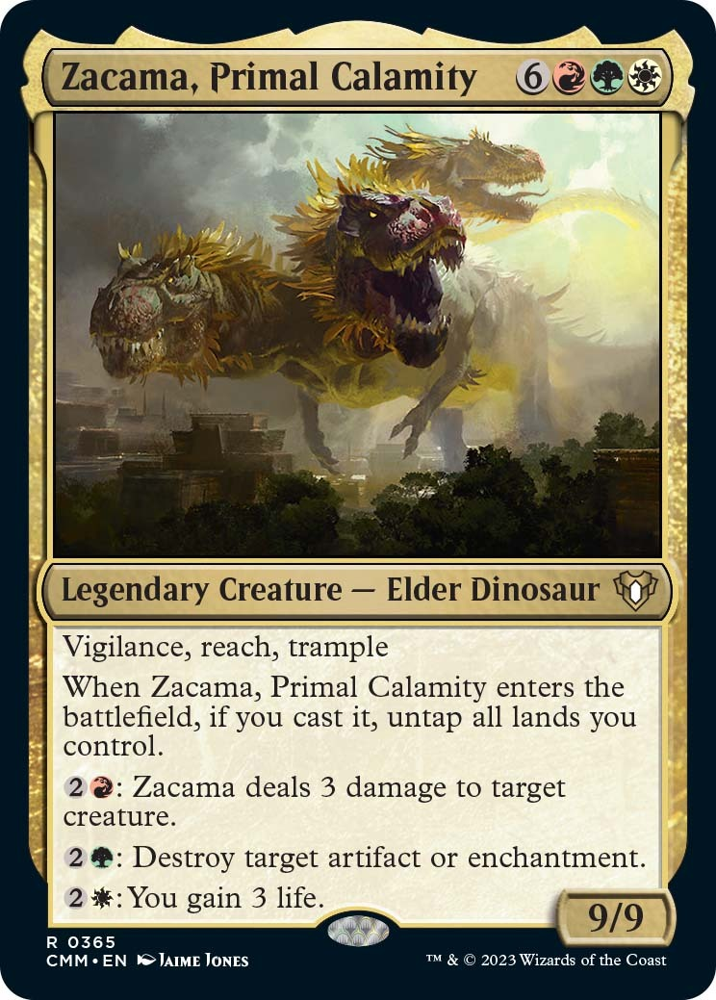 Zacama, Primal Calamity 6
Legendary Creature — Elder Dinosaur
Vigilance, reach, trample
When Zacama, Primal Calamity enters the
battlefield, if you cast it, untap all lands you
control.
2: Zacama deals 3 damage to target
creature.
2: Destroy target artifact or enchantment.
2: You gain 3 life.
9/9
R 0365
CMM • EN Jaime Jones
™ & © 2023 Wizards of the Coast